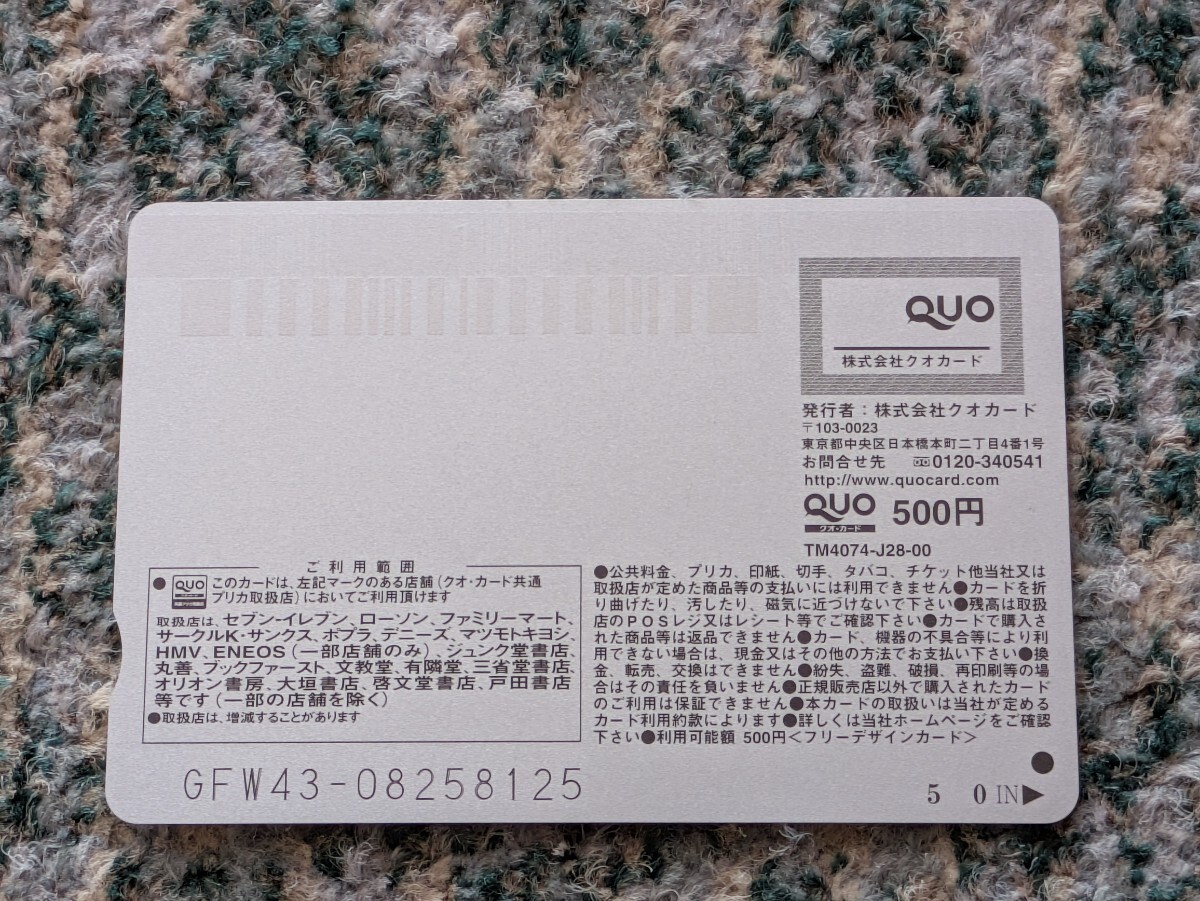 QUO
株式会社クオカード
発行者：株式会社クオカード
〒103-0023
東京都中央区日本橋本町二丁目4番1号
お問合せ先 0120-340541
http://www.quocard.com
QUO 500円
クオ・カード
TM4074-J28-00
ご利用範囲
●QUO このカードは、左記マークのある店舗（クオ・カード共通
プリカ取扱店）においてご利用頂けます
取扱店は、セブン-イレブン、ローソン、ファミリーマート、
サークルK・サンクス、ポプラ、デニーズ、マツモトキヨシ、
HMV、ENEOS（一部店舗のみ）、ジュンク堂書店、
丸善、ブックファースト、文教堂、有隣堂、三省堂書店、
オリオン書房、大垣書店、啓文堂書店、戸田書店
等です（一部の店舗を除く）
●取扱店は、増減することがあります
●公共料金、プリカ、印紙、切手、タバコ、チケット他当社又は
取扱店が定めた商品等の支払いには利用できません●カードを折
り曲げたり、汚したり、磁気に近づけないで下さい●残高は取扱
店のPOSレジ又はレシート等でご確認下さい●カードで購入さ
れた商品等は返品できません●カード、機器の不具合等により利
用できない場合は、現金又はその他の方法でお支払い下さい●換
金、転売、交換はできません●紛失、盗難、破損、再印刷等の場
合はその責任を負いません●正規販売店以外で購入されたカード
のご利用は保証できません●本カードの取扱いは当社が定める
カード利用約款によります●詳しくは当社ホームページをご確認
下さい●利用可能額 500円＜フリーデザインカード＞
GFW43-08258125
5 0 IN▶